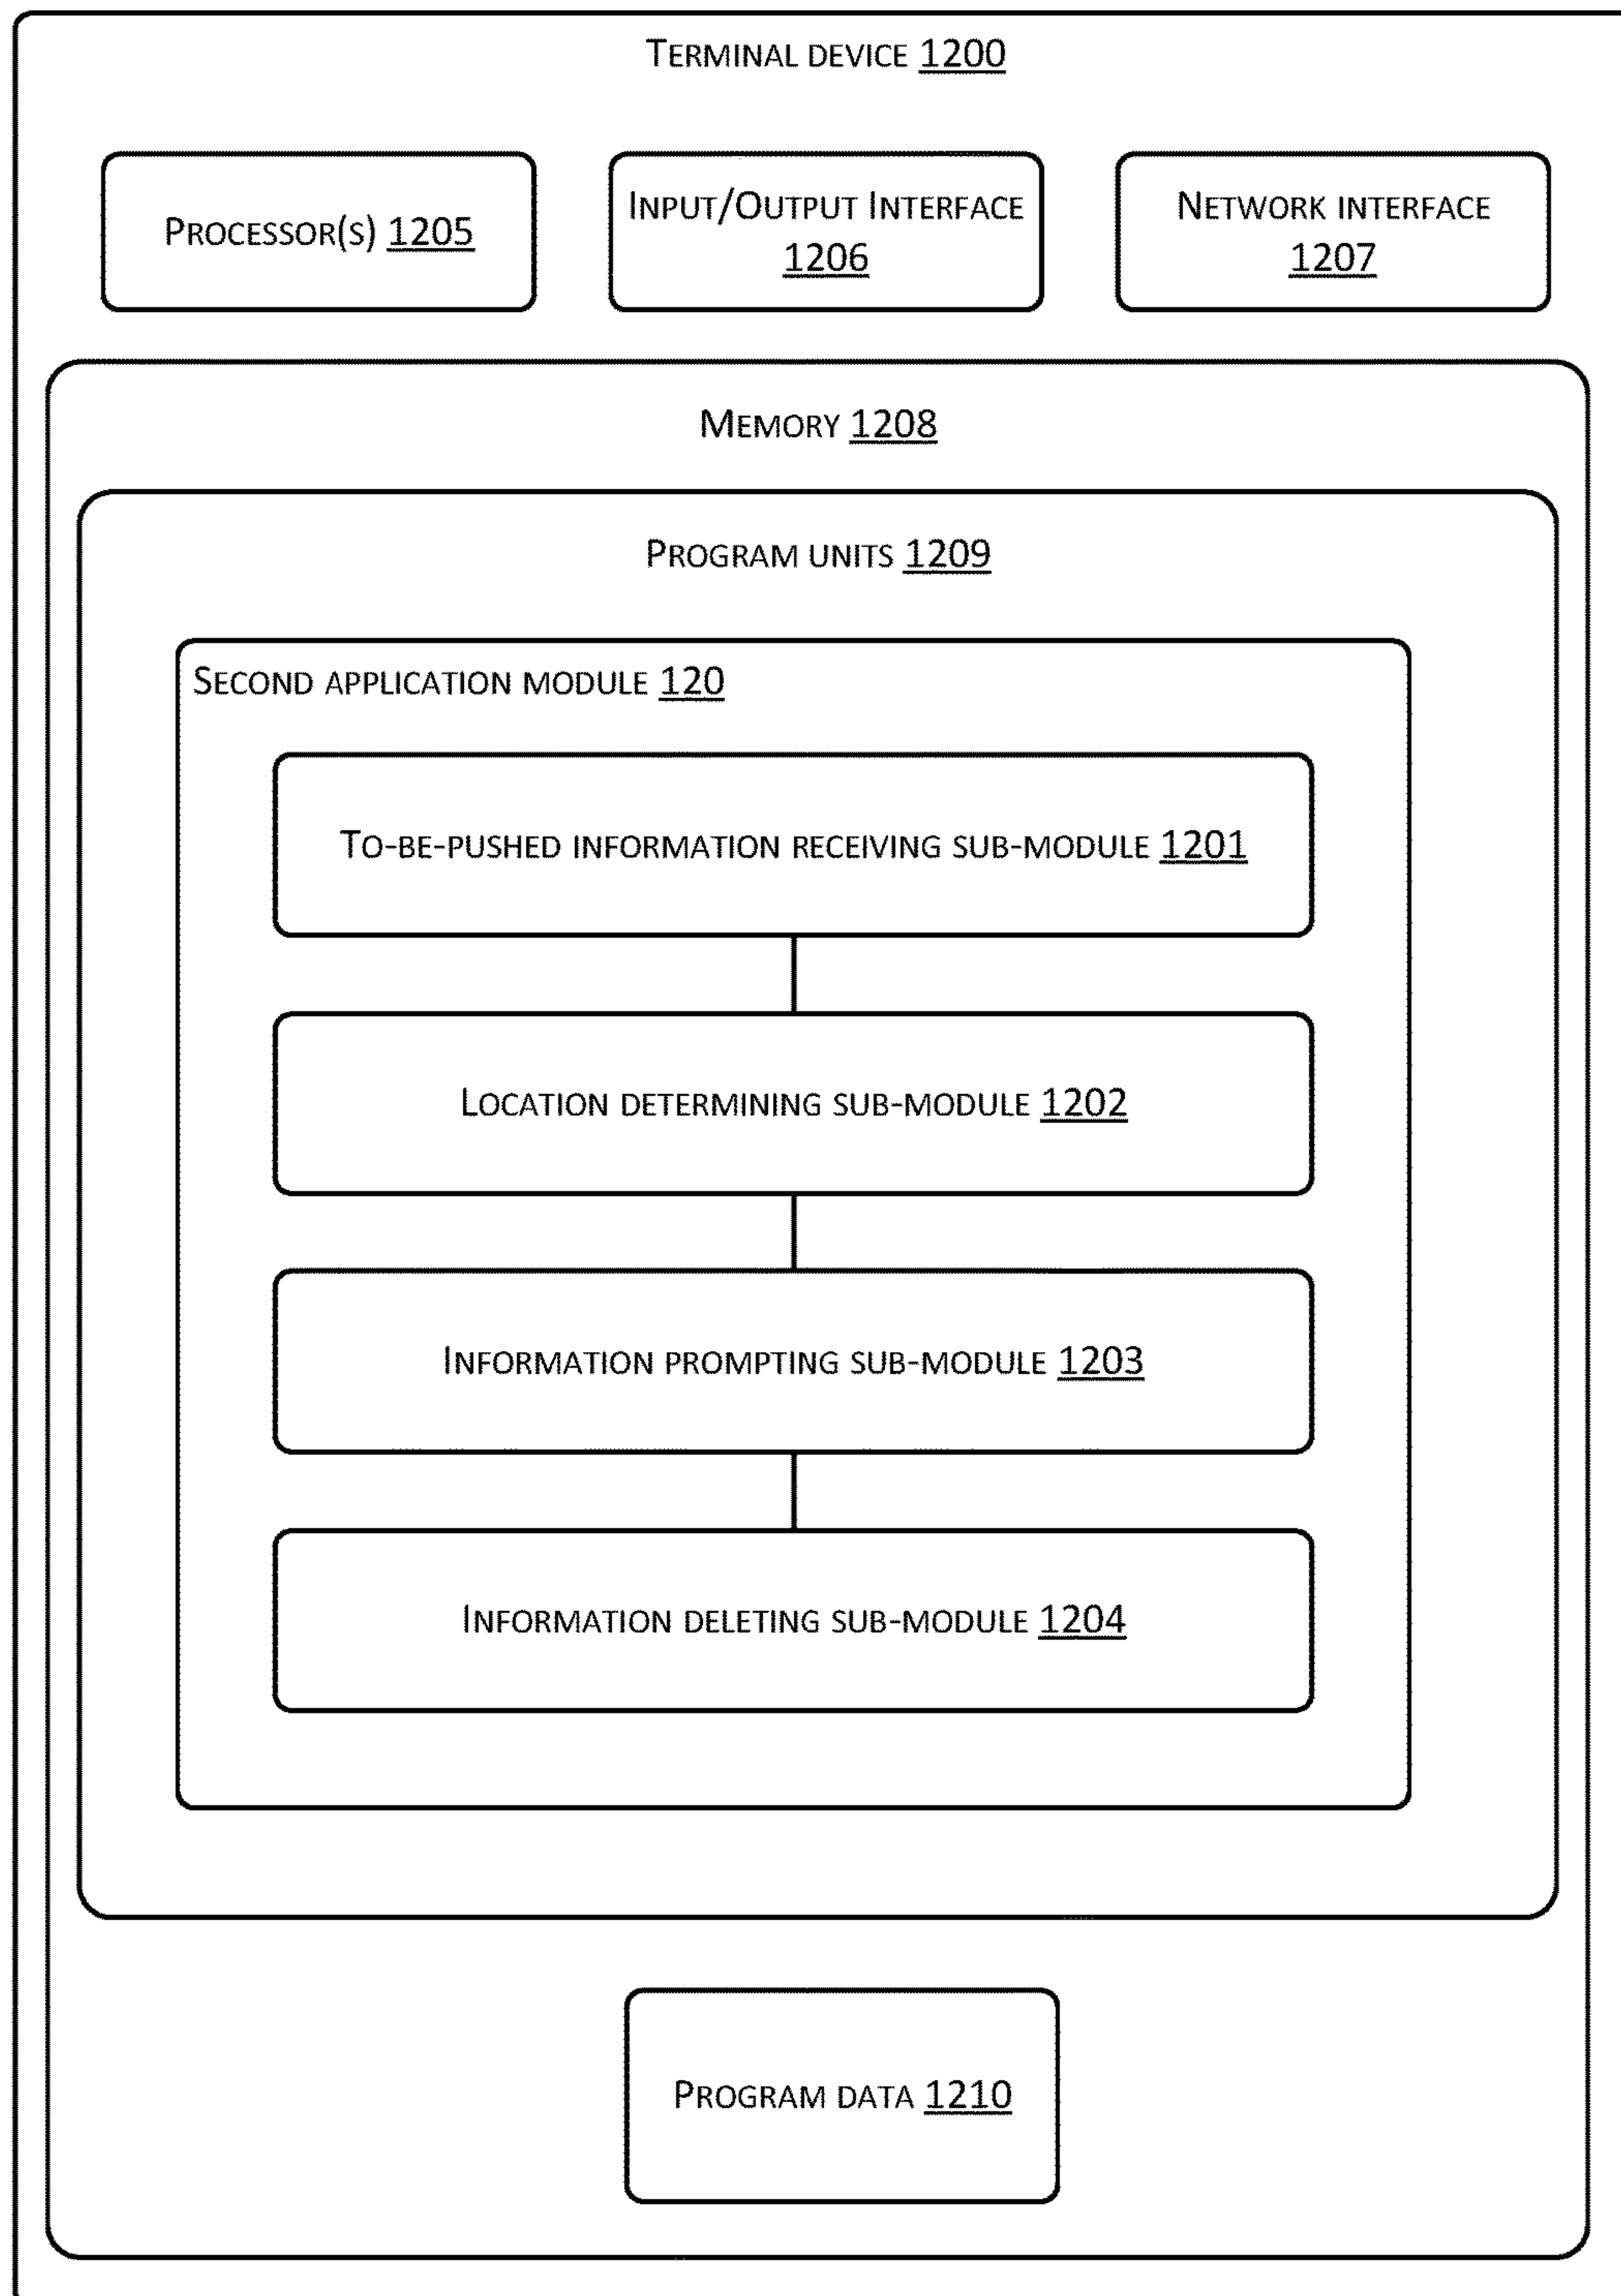 TERMINAL DEVICE 1200
PROCESSOR(S) 1205
INPUT/OUTPUT INTERFACE
1206
NETWORK INTERFACE
1207
MEMORY 1208
PROGRAM UNITS 1209
SECOND APPLICATION MODULE 120
TO-BE-PUSHED INFORMATION RECEIVING SUB-MODULE 1201
LOCATION DETERMINING SUB-MODULE 1202
INFORMATION PROMPTING SUB-MODULE 1203
INFORMATION DELETING SUB-MODULE 1204
PROGRAM DATA 1210